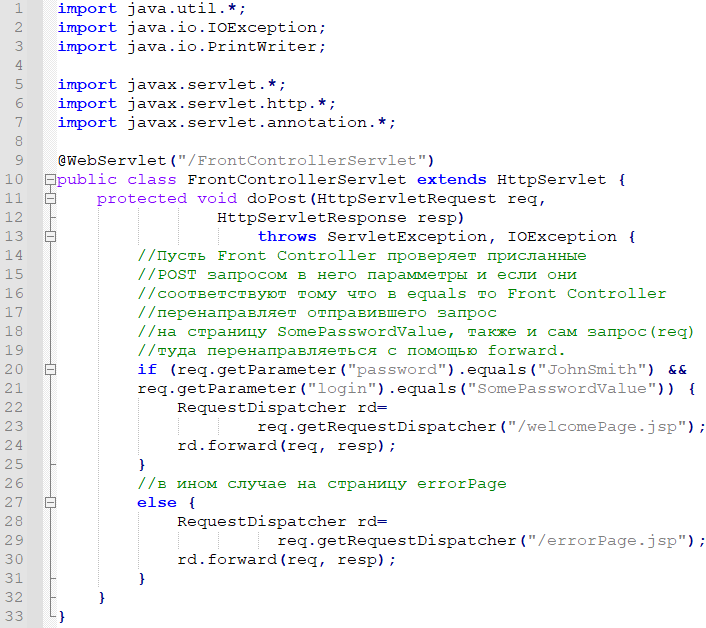 1 import java.util.*;
2 import java.io.IOException;
3 import java.io.PrintWriter;
4
5 import javax.servlet.*;
6 import javax.servlet.http.*;
7 import javax.servlet.annotation.*;
8
9 @WebServlet("/FrontControllerServlet")
10 public class FrontControllerServlet extends HttpServlet {
11 protected void doPost(HttpServletRequest req,
12 HttpServletResponse resp)
13 throws ServletException, IOException {
14 //Пусть Front Controller проверяет присланные
15 //POST запросом в него парамметры и если они
16 //соответствуют тому что в equals то Front Controller
17 //перенаправляет отправившего запрос
18 //на страницу SomePasswordValue, также и сам запрос(req)
19 //туда перенаправляеться с помощью forward.
20 if (req.getParameter("password").equals("JohnSmith") &&
21 req.getParameter("login").equals("SomePasswordValue")) {
22 RequestDispatcher rd=
23 req.getRequestDispatcher("/welcomePage.jsp");
24 rd.forward(req, resp);
25 }
26 //в ином случае на страницу errorPage
27 else {
28 RequestDispatcher rd=
29 req.getRequestDispatcher("/errorPage.jsp");
30 rd.forward(req, resp);
31 }
32 }
33 }